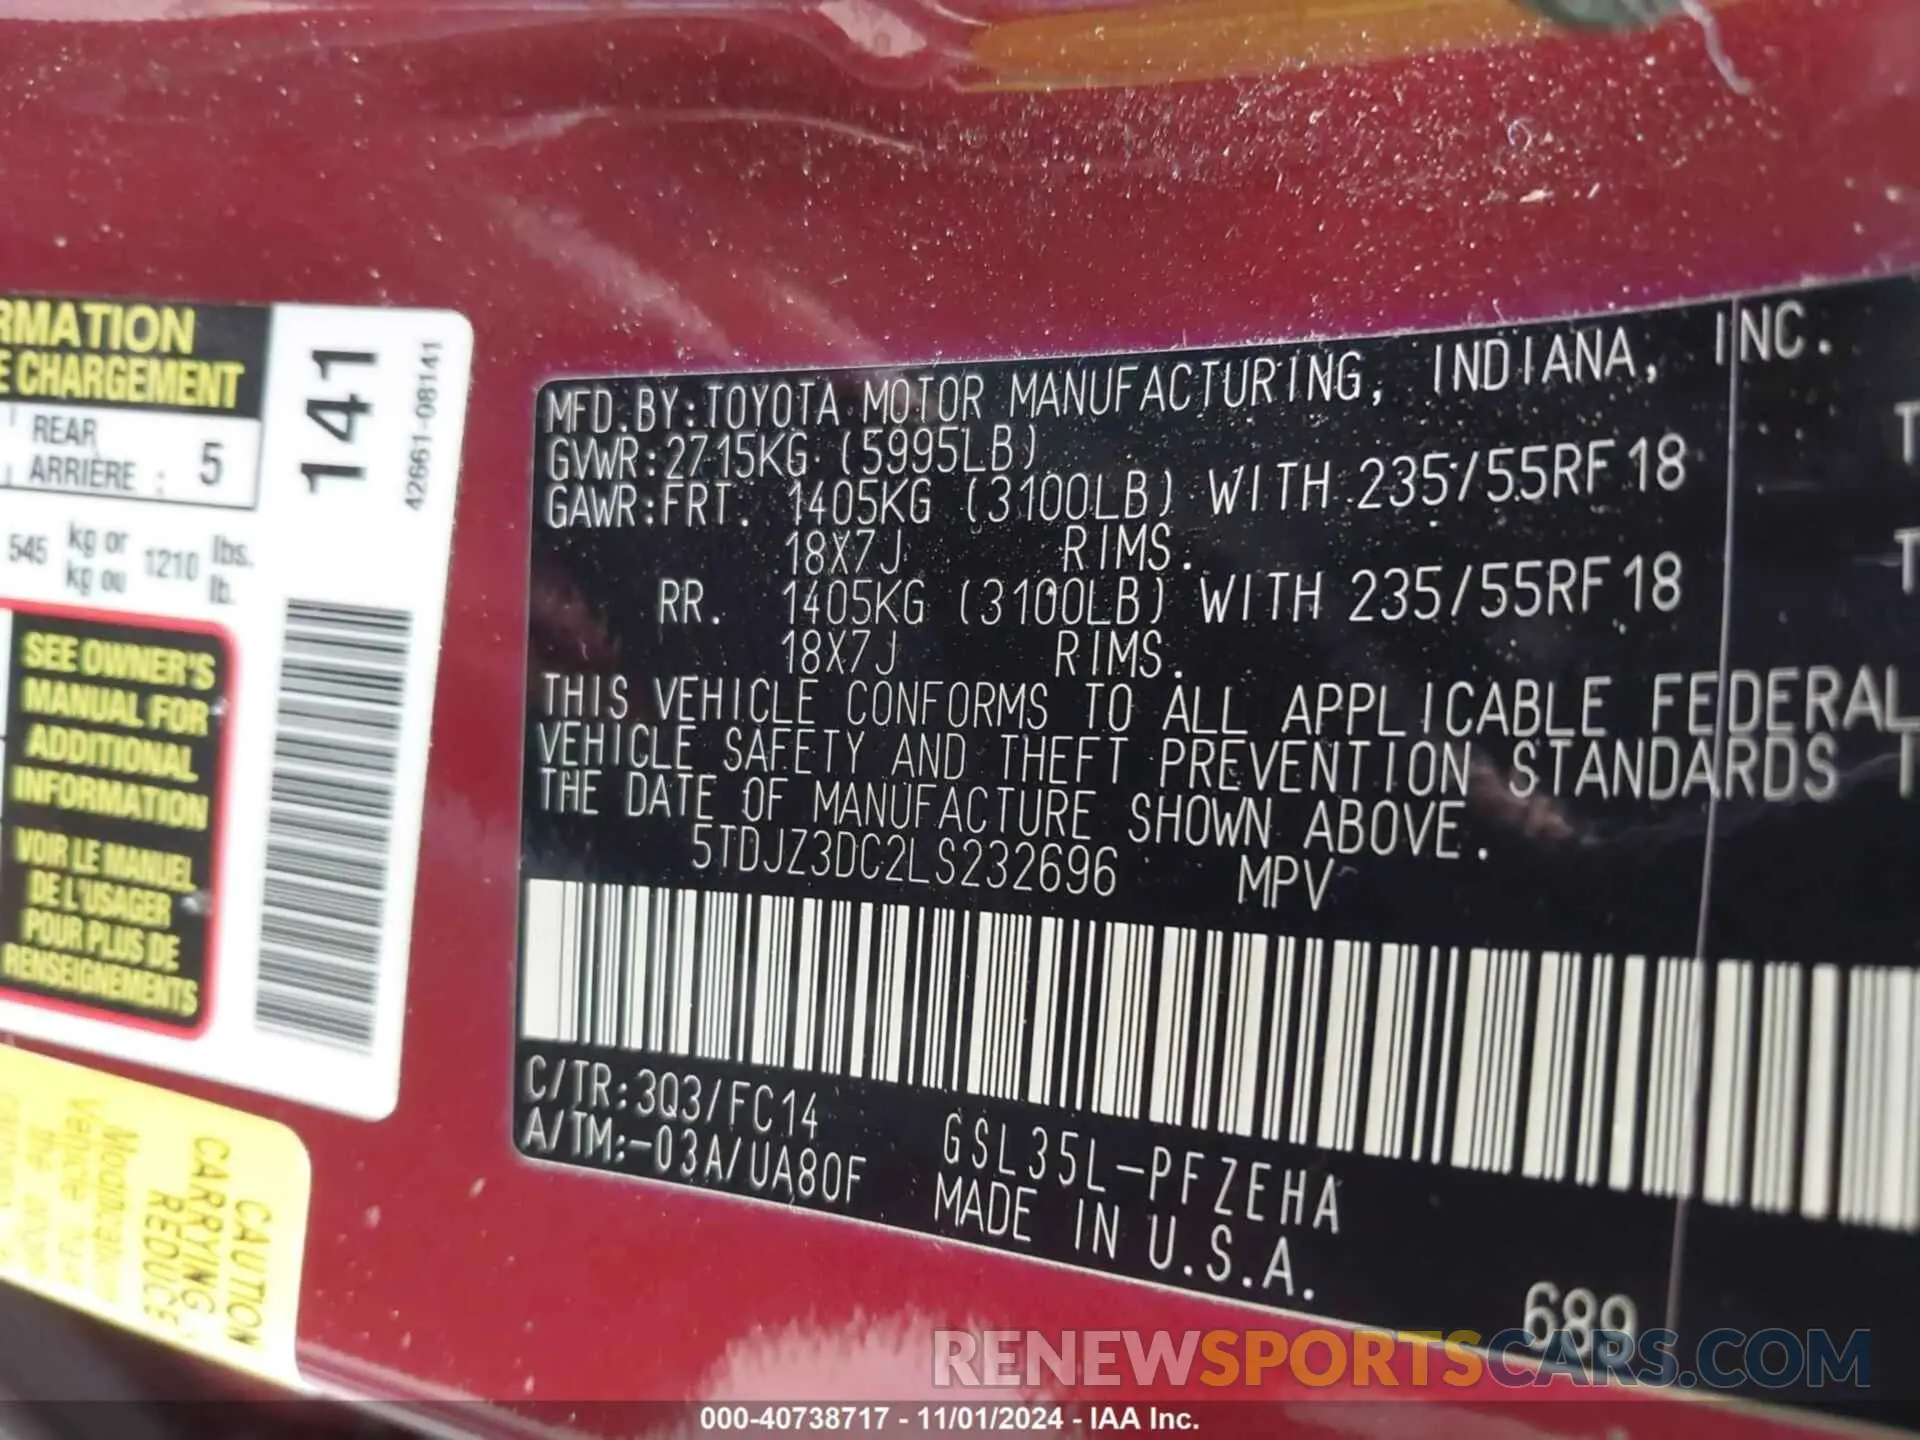 RMATION
E CHARGEMENT
REAR
ARRIÈRE : 5
545 kg or 1210 lbs.
kg ou lb.
141
42661-08141
SEE OWNER'S
MANUAL FOR
ADDITIONAL
INFORMATION
VOIR LE MANUEL
DE L'USAGER
POUR PLUS DE
RENSEIGNEMENTS
CAUTION
CARRYING
REDUCE
MFD.BY:TOYOTA MOTOR MANUFACTURING, INDIANA, INC.
GVWR:2715KG (5995LB)
GAWR:FRT. 1405KG (3100LB) WITH 235/55RF18
18X7J RIMS.
RR. 1405KG (3100LB) WITH 235/55RF18
18X7J RIMS.
THIS VEHICLE CONFORMS TO ALL APPLICABLE FEDERAL
VEHICLE SAFETY AND THEFT PREVENTION STANDARDS I
THE DATE OF MANUFACTURE SHOWN ABOVE.
5TDJZ3DC2LS232696 MPV
C/TR:3Q3/FC14
A/TM:-03A/UA80F
GSL35L-PFZEHA
MADE IN U.S.A.
689
RENEWSPORTSCARS.COM
000-40738717 - 11/01/2024 - IAA Inc.